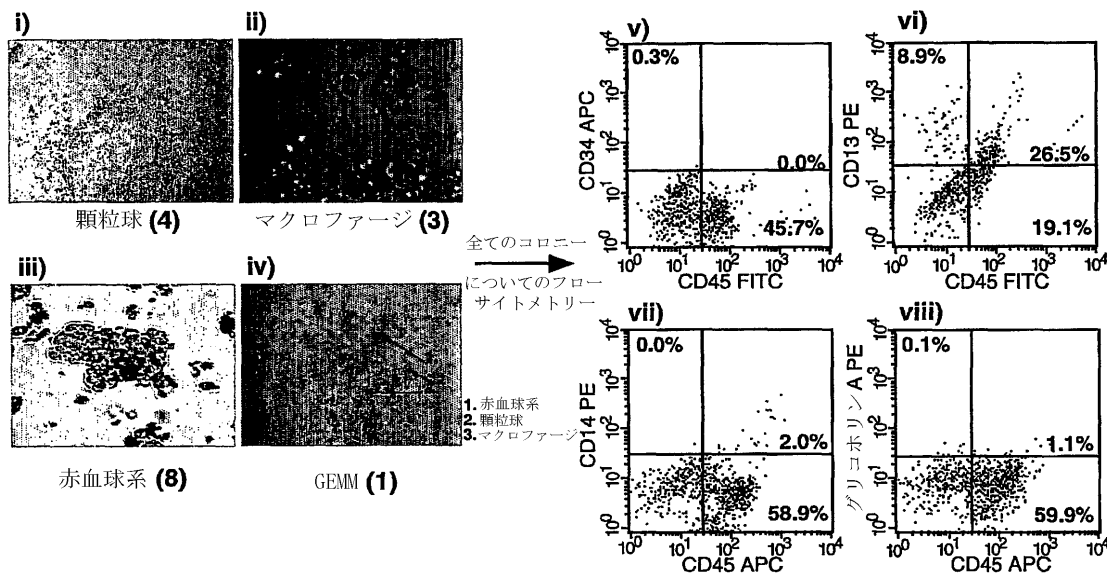 i)
ii)
顆粒球 (4)
マクロファージ (3)
iii)
iv)
1. 赤血球系
2. 顆粒球
3. マクロファージ
赤血球系 (8)
GEMM (1)
全てのコロニー
についてのフロー
サイトメトリー
v)
0.3%
0.0%
45.7%
CD34 APC
10⁰ 10¹ 10² 10³ 10⁴
10⁰ 10¹ 10² 10³ 10⁴
CD45 FITC
vi)
8.9%
26.5%
19.1%
CD13 PE
10⁰ 10¹ 10² 10³ 10⁴
10⁰ 10¹ 10² 10³ 10⁴
CD45 FITC
vii)
0.0%
2.0%
58.9%
CD14 PE
10⁰ 10¹ 10² 10³ 10⁴
10⁰ 10¹ 10² 10³ 10⁴
CD45 APC
viii)
0.1%
1.1%
59.9%
グリコホリン A PE
10⁰ 10¹ 10² 10³ 10⁴
10⁰ 10¹ 10² 10³ 10⁴
CD45 APC